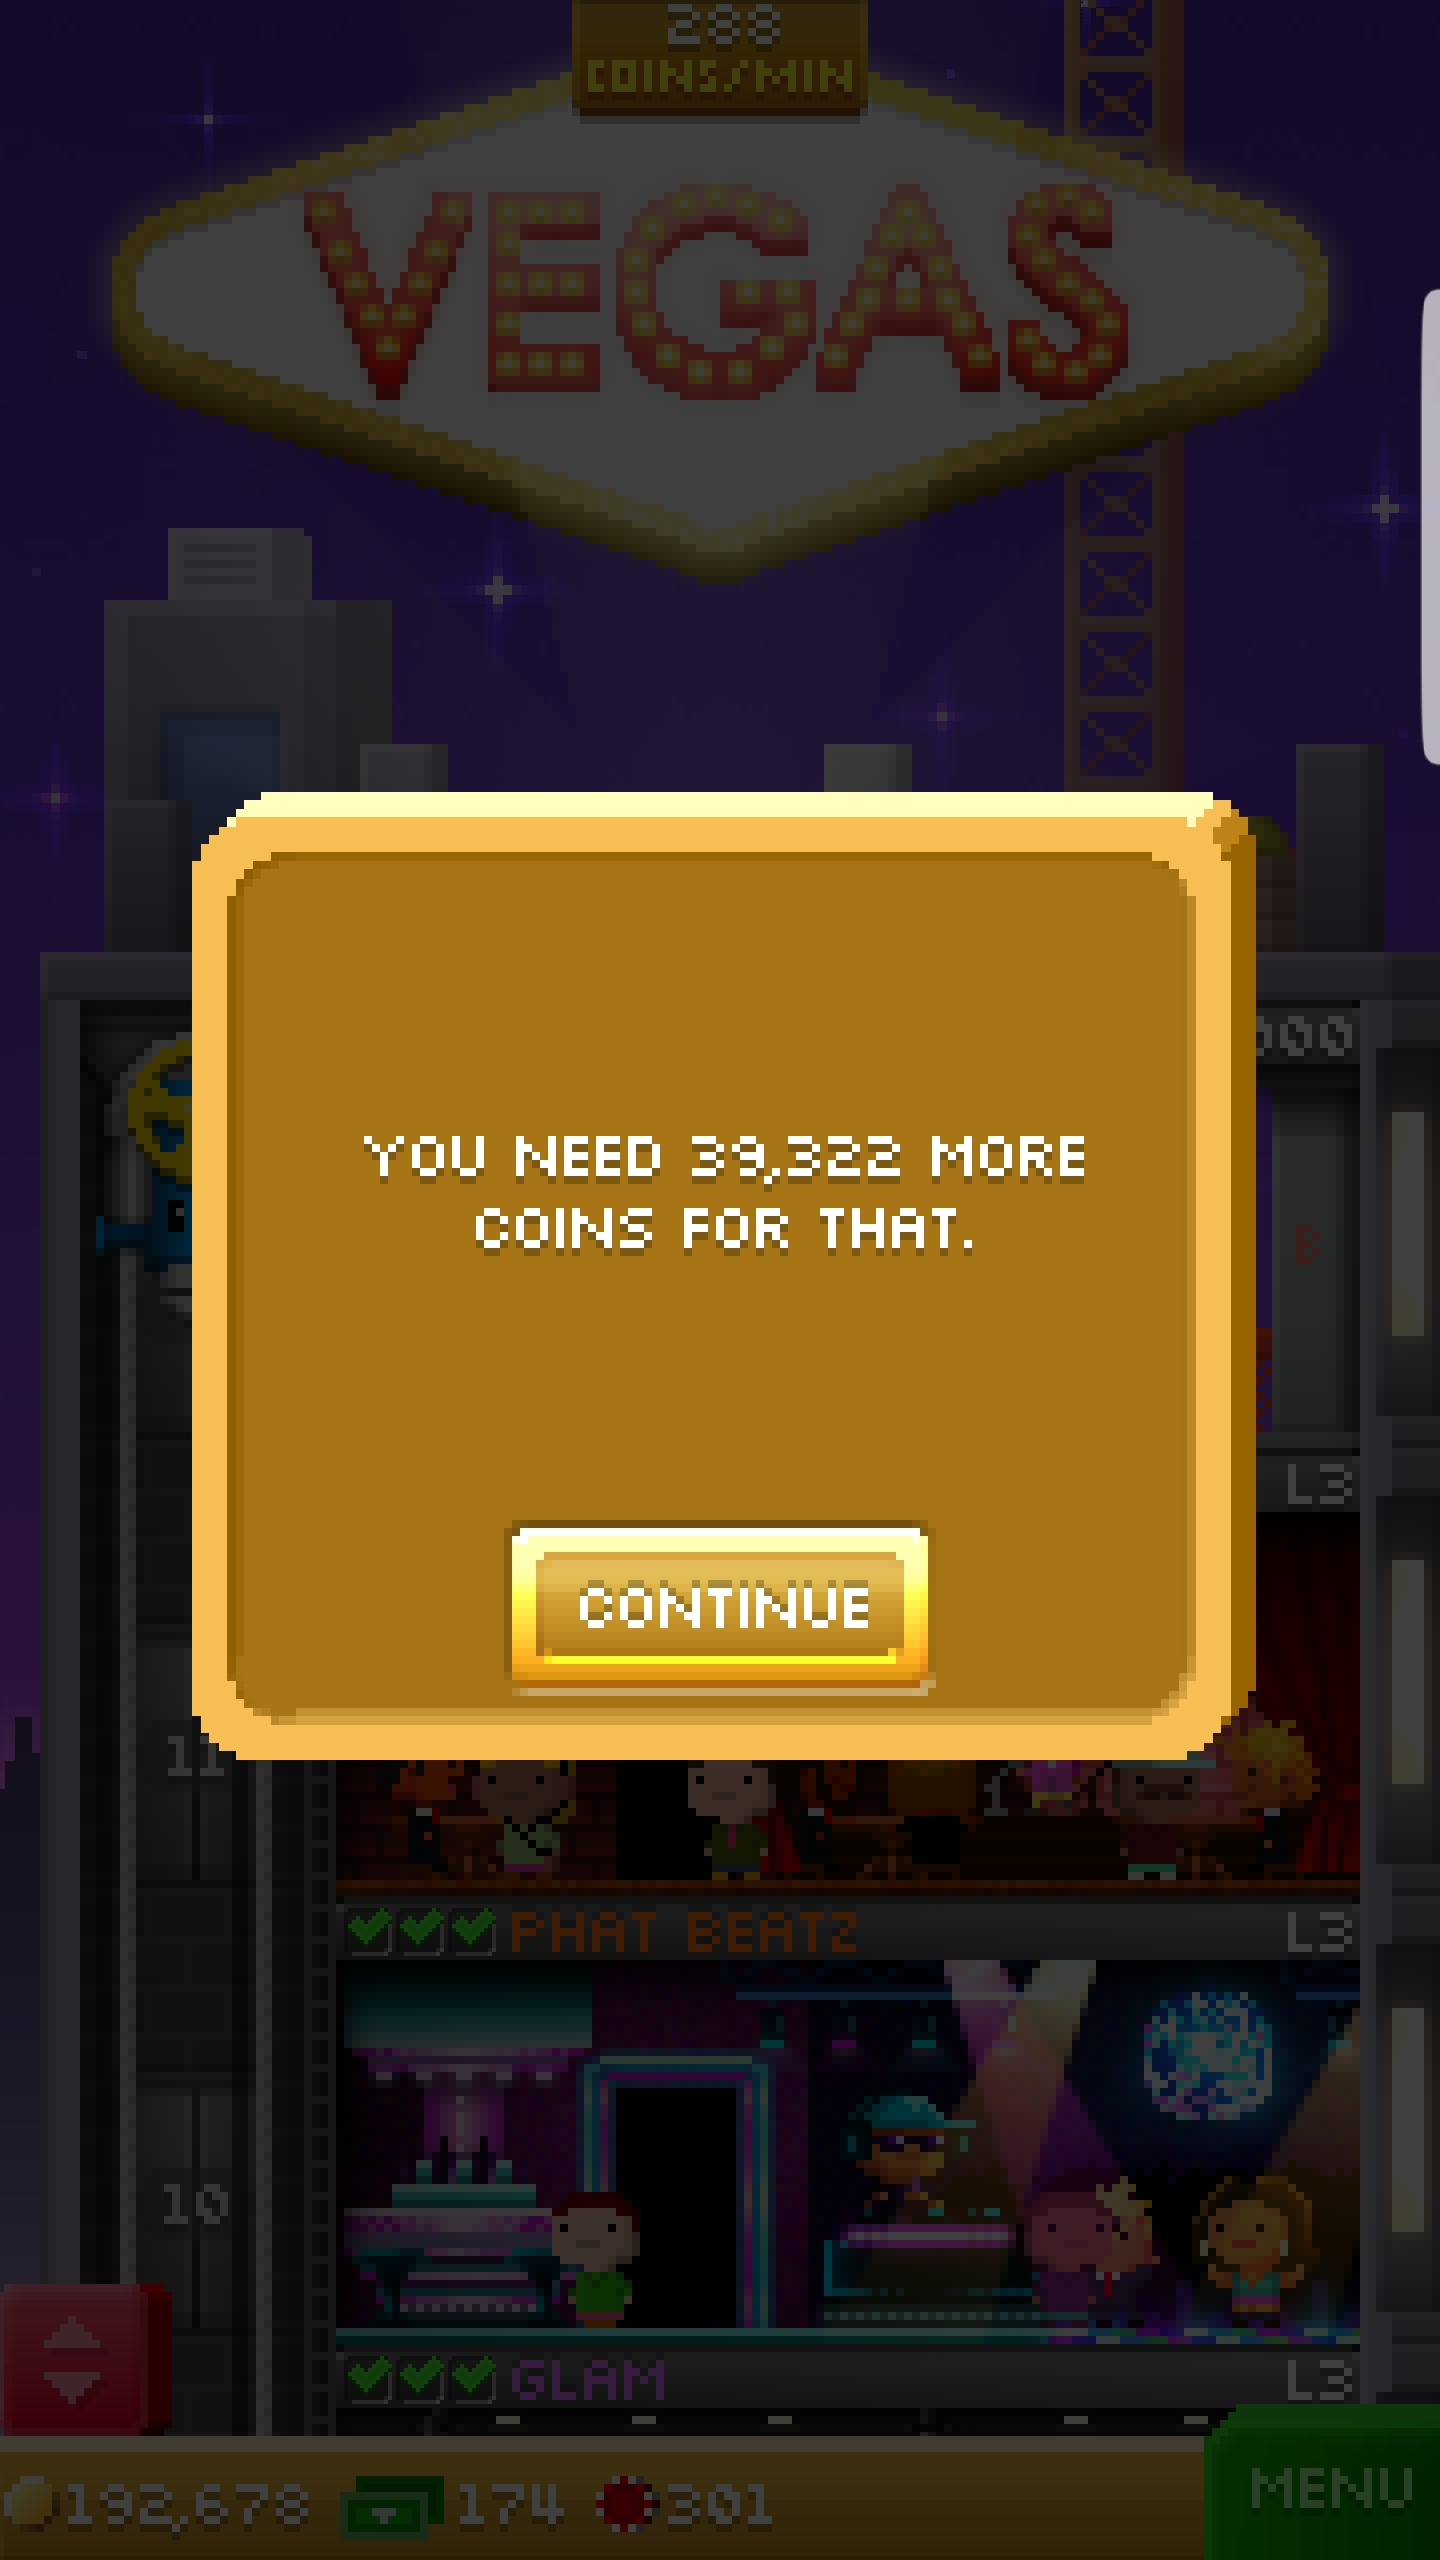 288
COINS/MIN
VEGAS
000
B
L3
YOU NEED 39,322 MORE
COINS FOR THAT.
CONTINUE
11
1
PHAT BEATZ L3
10
GLAM L3
192,678 174 301 MENU